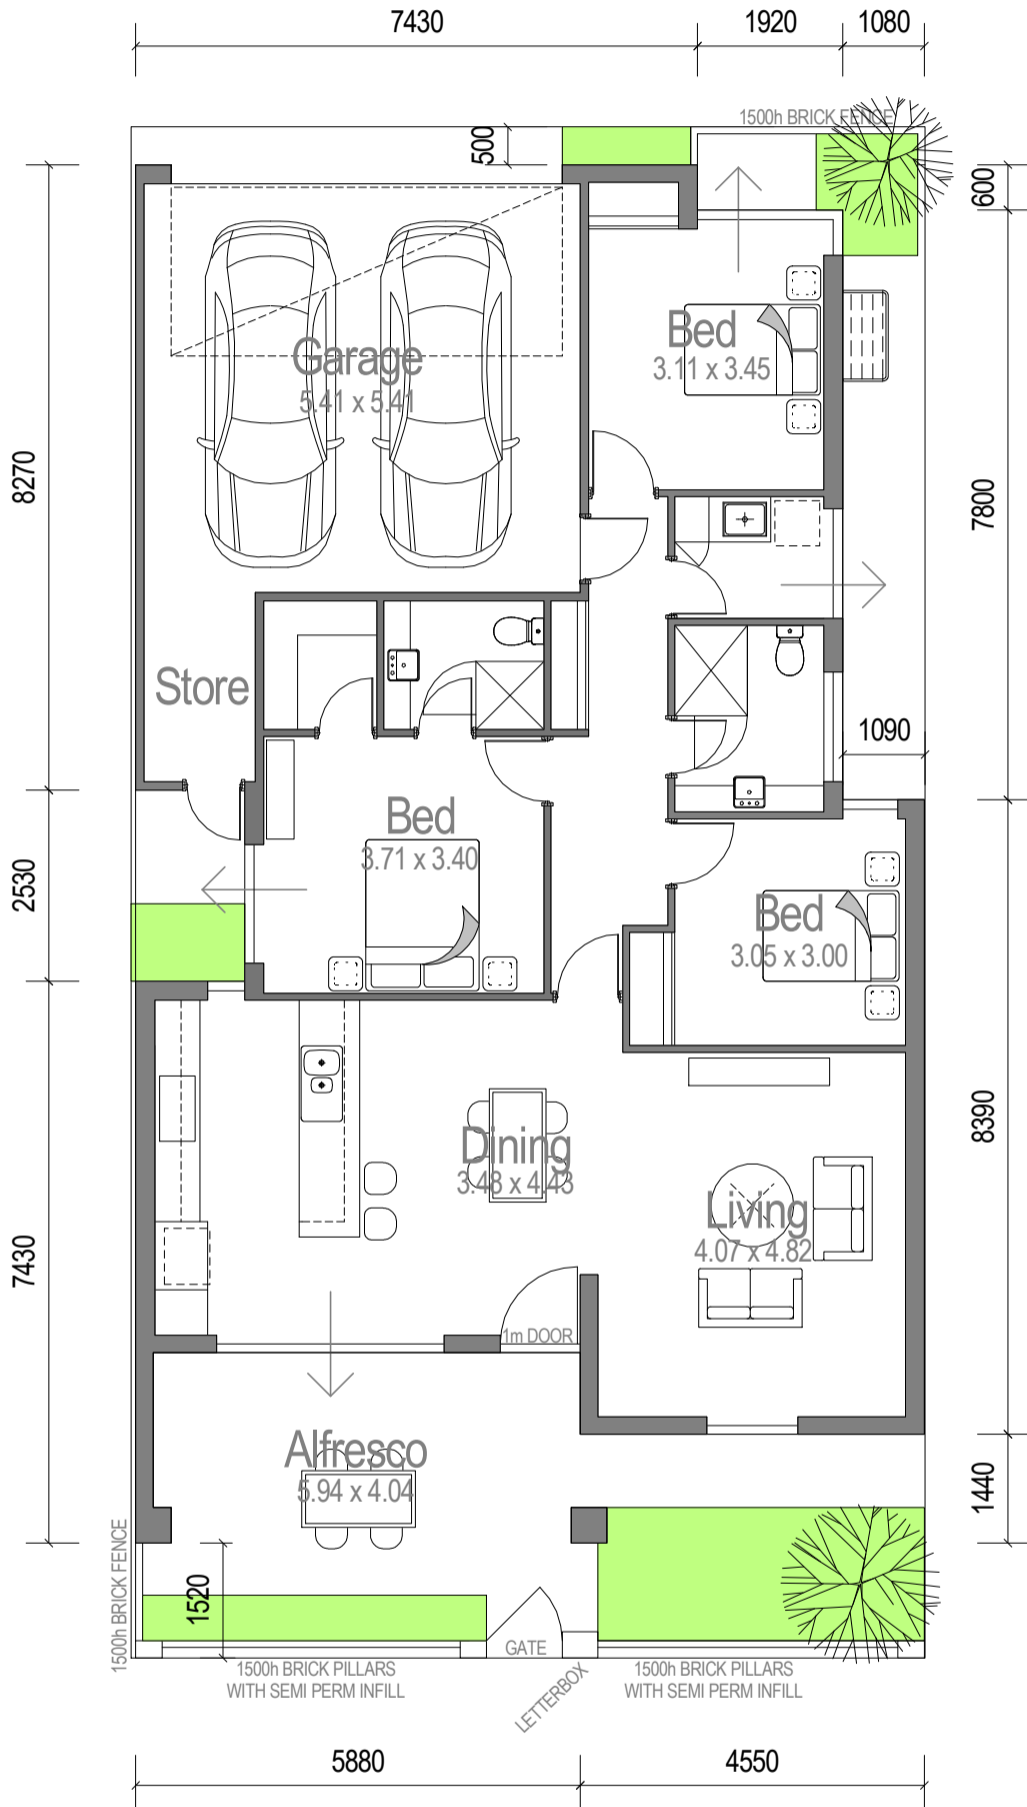 7430
1920
1080
1500h BRICK FENCE
500
600
Garage
5.41 x 5.41
Bed
3.11 x 3.45
8270
7800
Store
1090
Bed
3.71 x 3.40
2530
Bed
3.05 x 3.00
8390
Dining
3.48 x 4.43
Living
4.07 x 4.82
7430
1m DOOR
Alfresco
5.94 x 4.04
1440
1500h BRICK FENCE
1520
GATE
LETTERBOX
1500h BRICK PILLARS
WITH SEMI PERM INFILL
1500h BRICK PILLARS
WITH SEMI PERM INFILL
5880
4550